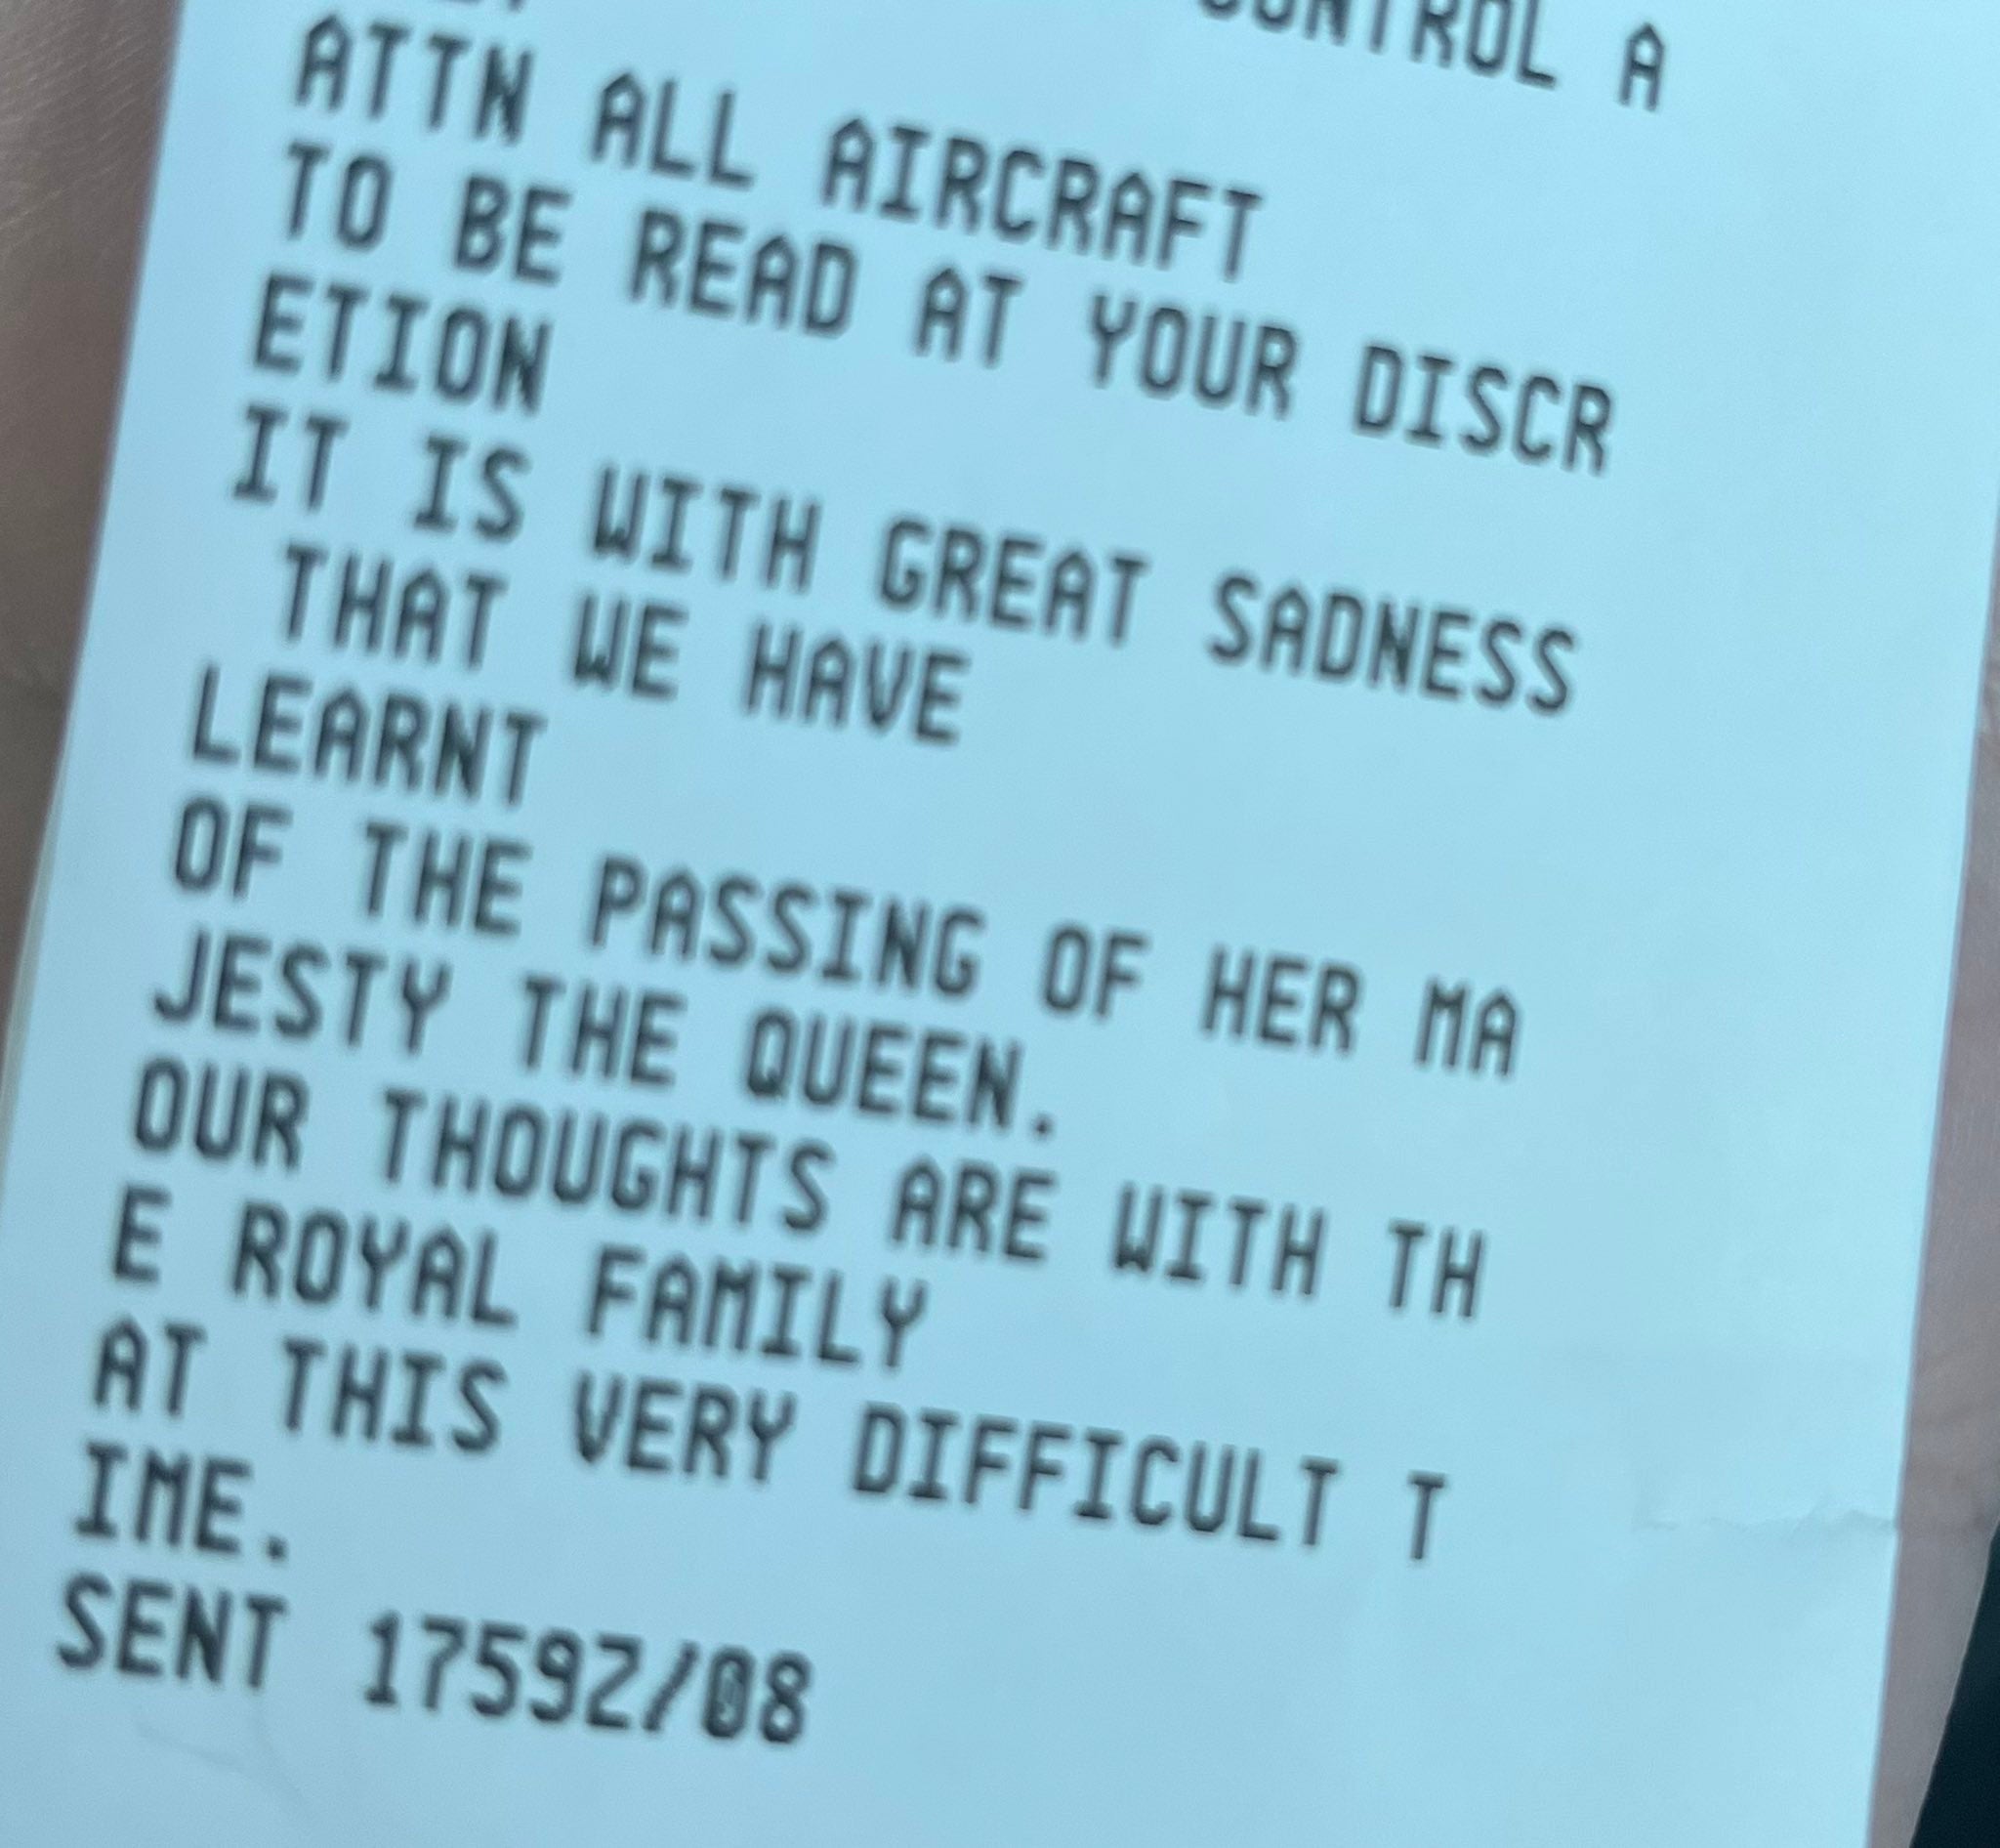 CONTROL A
ATTN ALL AIRCRAFT
TO BE READ AT YOUR DISCR
ETION
IT IS WITH GREAT SADNESS
THAT WE HAVE
LEARNT
OF THE PASSING OF HER MA
JESTY THE QUEEN.
OUR THOUGHTS ARE WITH TH
E ROYAL FAMILY
AT THIS VERY DIFFICULT T
IME.
SENT 1759Z/08